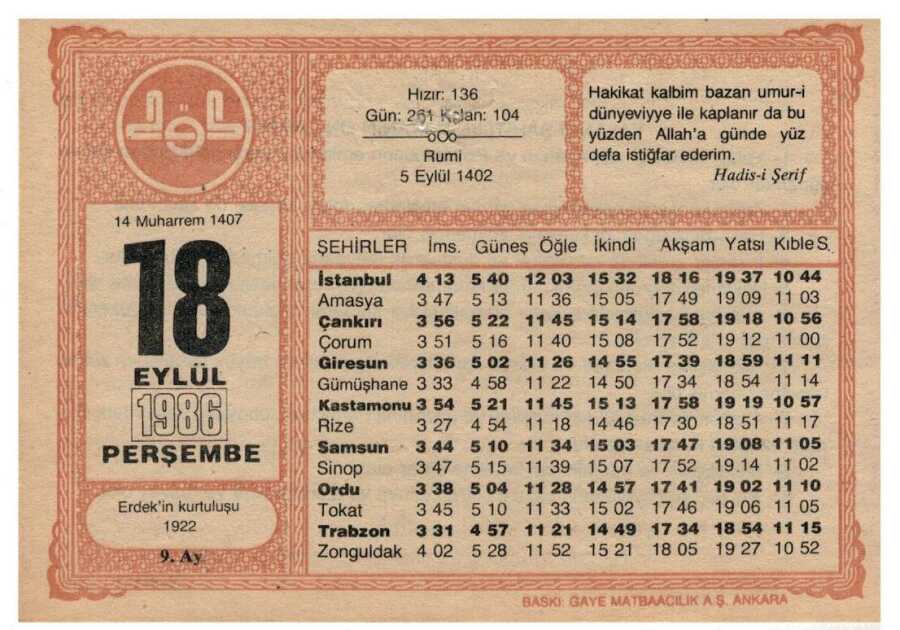 14 Muharrem 1407
18
EYLÜL
1986
PERŞEMBE
Erdek'in kurtuluşu
1922
9. Ay
Hızır: 136
Gün: 261 Kalan: 104
oOo
Rumi
5 Eylül 1402
Hakikat kalbim bazan umur-i
dünyeviyye ile kaplanır da bu
yüzden Allah'a günde yüz
defa istiğfar ederim.
Hadis-i Şerif
ŞEHİRLER İms. Güneş Öğle İkindi Akşam Yatsı Kıble S.
İstanbul 4 13 5 40 12 03 15 32 18 16 19 37 10 44
Amasya 3 47 5 13 11 36 15 05 17 49 19 09 11 03
Çankırı 3 56 5 22 11 45 15 14 17 58 19 18 10 56
Çorum 3 51 5 16 11 40 15 08 17 52 19 12 11 00
Giresun 3 36 5 02 11 26 14 55 17 39 18 59 11 11
Gümüşhane 3 33 4 58 11 22 14 50 17 34 18 54 11 14
Kastamonu 3 54 5 21 11 45 15 13 17 58 19 19 10 57
Rize 3 27 4 54 11 18 14 46 17 30 18 51 11 17
Samsun 3 44 5 10 11 34 15 03 17 47 19 08 11 05
Sinop 3 47 5 15 11 39 15 07 17 52 19.14 11 02
Ordu 3 38 5 04 11 28 14 57 17 41 19 02 11 10
Tokat 3 45 5 10 11 33 15 02 17 46 19 06 11 05
Trabzon 3 31 4 57 11 21 14 49 17 34 18 54 11 15
Zonguldak 4 02 5 28 11 52 15 21 18 05 19 27 10 52
BASKI: GAYE MATBAACILIK A.Ş. ANKARA